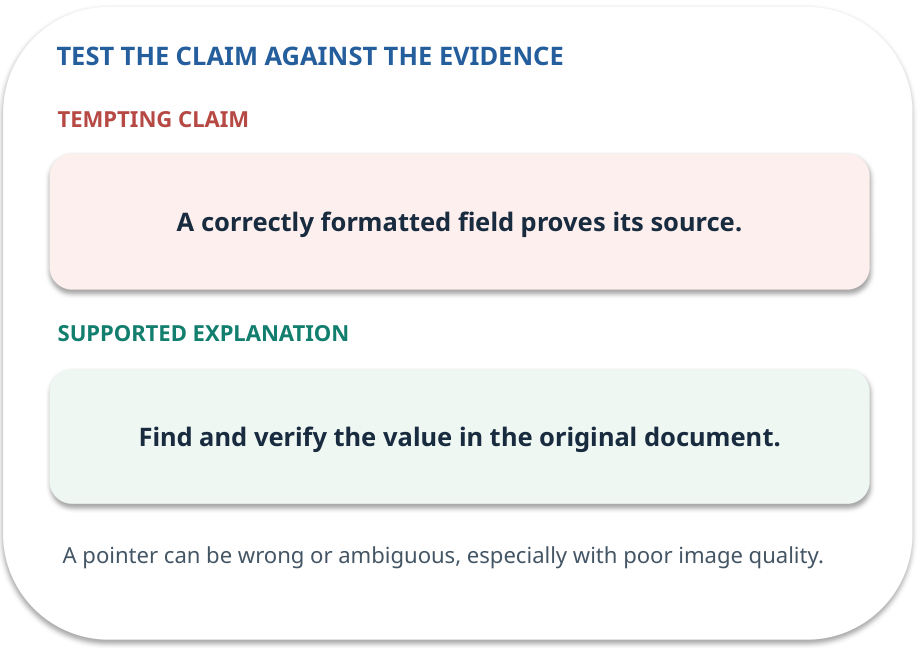 TEST THE CLAIM AGAINST THE EVIDENCE
TEMPTING CLAIM
A correctly formatted field proves its source.
SUPPORTED EXPLANATION
Find and verify the value in the original document.
A pointer can be wrong or ambiguous, especially with poor image quality.